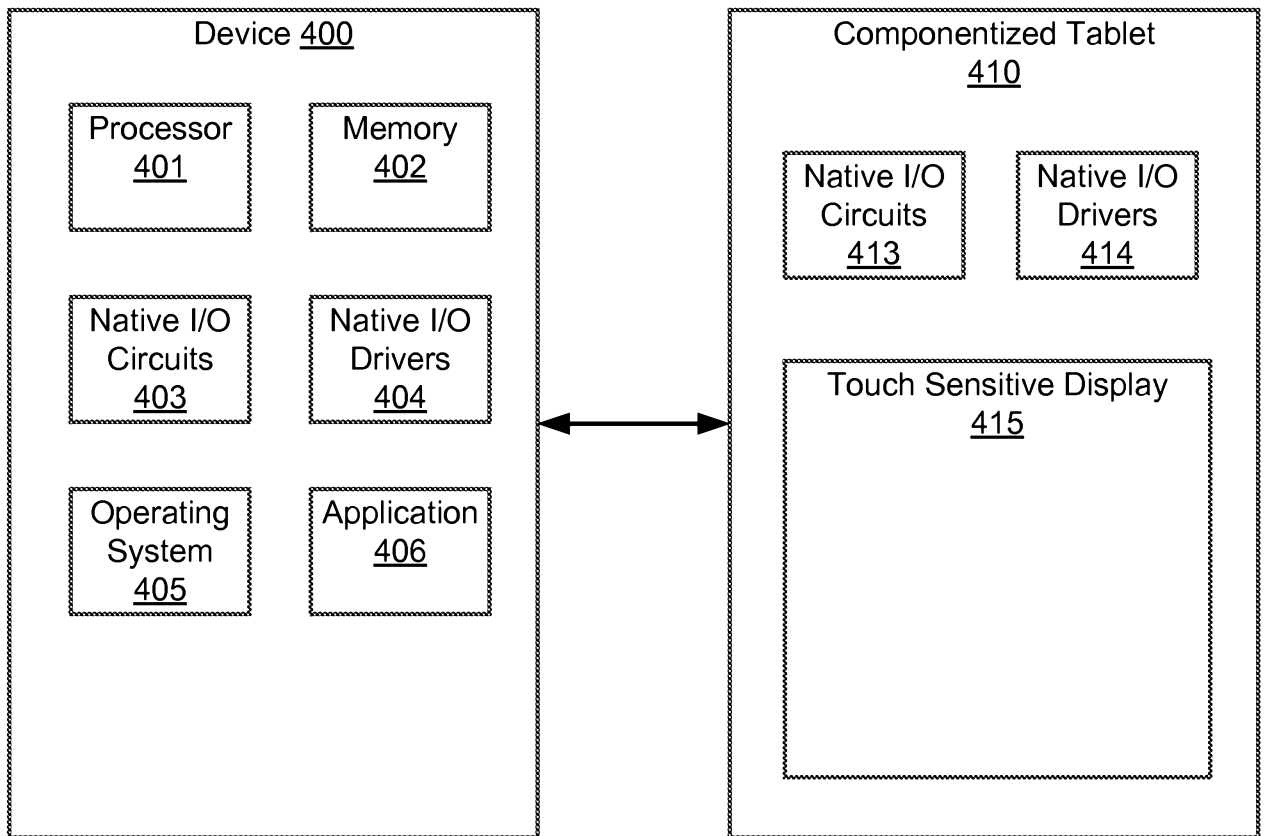 Device 400
Processor
401
Memory
402
Native I/O
Circuits
403
Native I/O
Drivers
404
Operating
System
405
Application
406
Componentized Tablet
410
Native I/O
Circuits
413
Native I/O
Drivers
414
Touch Sensitive Display
415